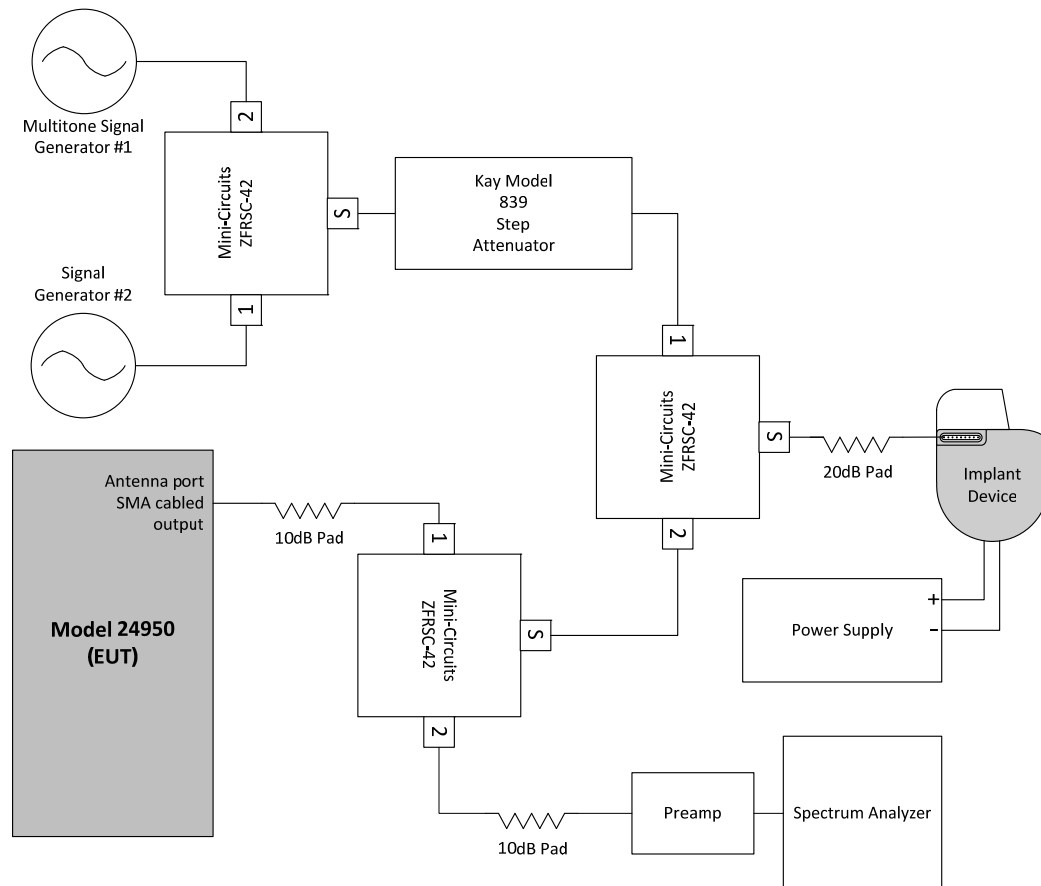 Multitone Signal
Generator #1
2
Mini-Circuits
ZFRSC-42
S
1
Kay Model
839
Step
Attenuator
Signal
Generator #2
1
Mini-Circuits
ZFRSC-42
S
2
20dB Pad
Implant
Device
Antenna port
SMA cabled
output
10dB Pad
Model 24950
(EUT)
1
Mini-Circuits
ZFRSC-42
S
2
Power Supply
+
-
10dB Pad
Preamp
Spectrum Analyzer